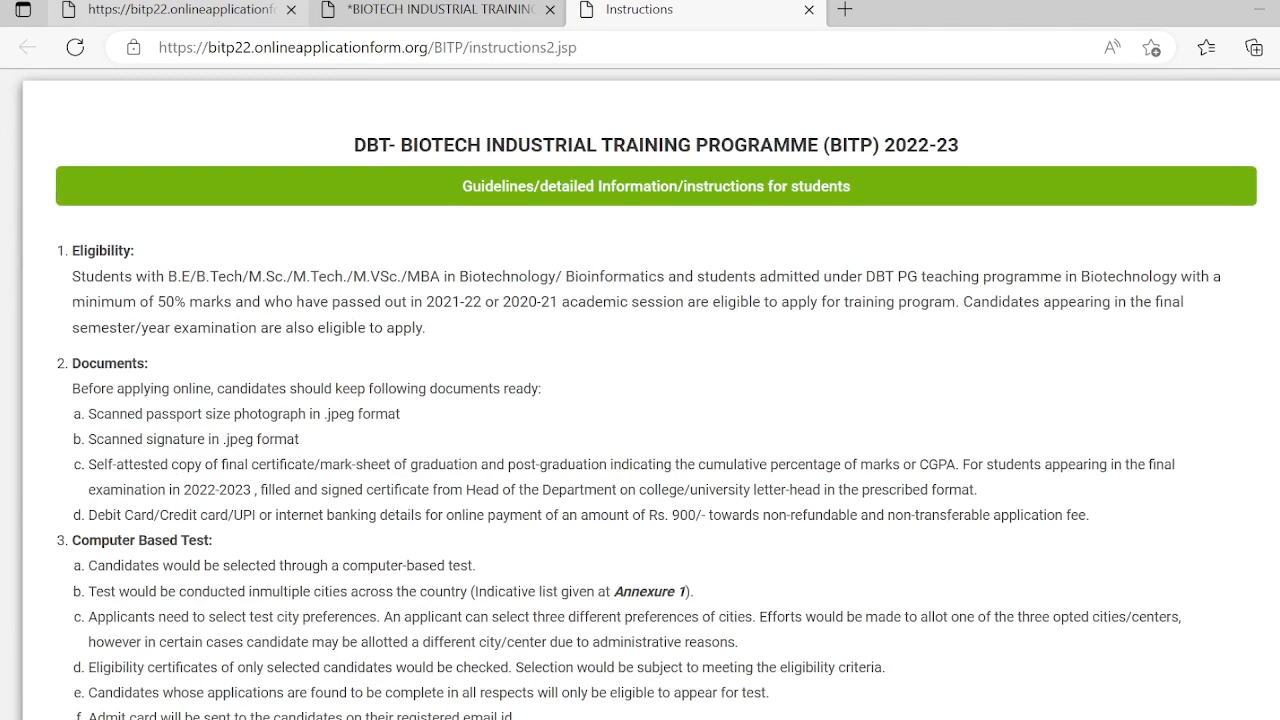 https://bitp22.onlineapplicationf
*BIOTECH INDUSTRIAL TRAINING
Instructions
https://bitp22.onlineapplicationform.org/BITP/instructions2.jsp
DBT- BIOTECH INDUSTRIAL TRAINING PROGRAMME (BITP) 2022-23
Guidelines/detailed Information/instructions for students
1. Eligibility:
Students with B.E/B.Tech/M.Sc./M.Tech./M.VSc./MBA in Biotechnology/ Bioinformatics and students admitted under DBT PG teaching programme in Biotechnology with a
minimum of 50% marks and who have passed out in 2021-22 or 2020-21 academic session are eligible to apply for training program. Candidates appearing in the final
semester/year examination are also eligible to apply.
2. Documents:
Before applying online, candidates should keep following documents ready:
a. Scanned passport size photograph in .jpeg format
b. Scanned signature in .jpeg format
c. Self-attested copy of final certificate/mark-sheet of graduation and post-graduation indicating the cumulative percentage of marks or CGPA. For students appearing in the final
examination in 2022-2023 , filled and signed certificate from Head of the Department on college/university letter-head in the prescribed format.
d. Debit Card/Credit card/UPI or internet banking details for online payment of an amount of Rs. 900/- towards non-refundable and non-transferable application fee.
3. Computer Based Test:
a. Candidates would be selected through a computer-based test.
b. Test would be conducted inmultiple cities across the country (Indicative list given at Annexure 1).
c. Applicants need to select test city preferences. An applicant can select three different preferences of cities. Efforts would be made to allot one of the three opted cities/centers,
however in certain cases candidate may be allotted a different city/center due to administrative reasons.
d. Eligibility certificates of only selected candidates would be checked. Selection would be subject to meeting the eligibility criteria.
e. Candidates whose applications are found to be complete in all respects will only be eligible to appear for test.
f. Admit card will be sent to the candidates on their registered email id.